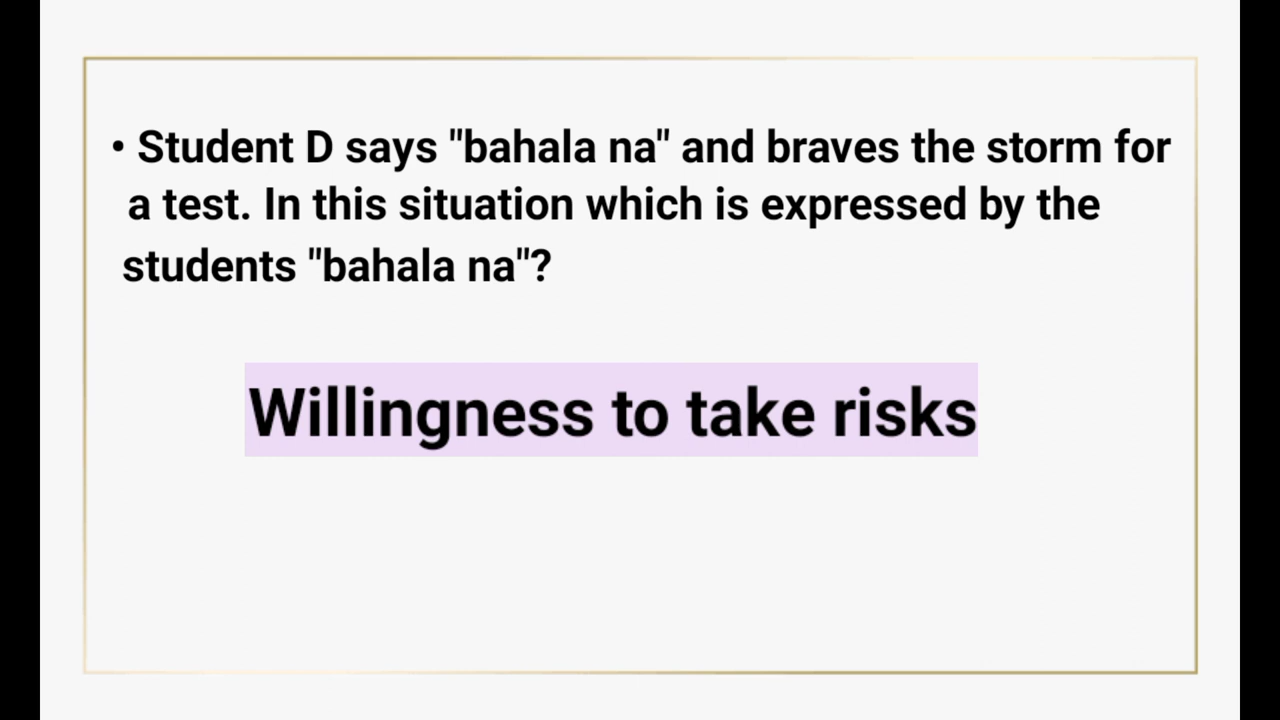 • Student D says "bahala na" and braves the storm for
a test. In this situation which is expressed by the
students "bahala na"?
Willingness to take risks